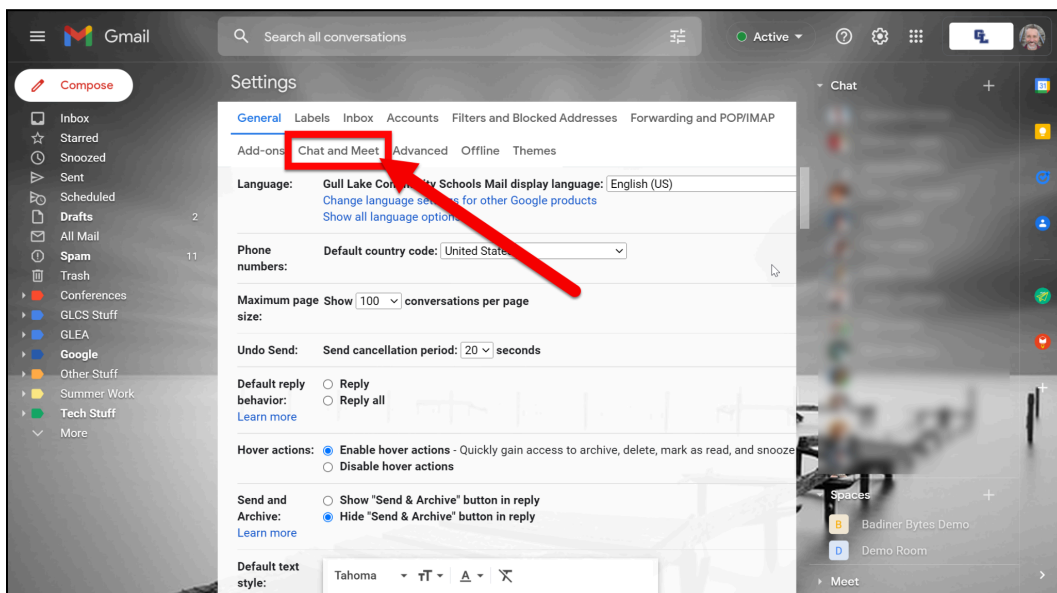 Gmail
Search all conversations
Active
GL
Compose
Inbox
Starred
Snoozed
Sent
Scheduled
Drafts 2
All Mail
Spam 11
Trash
Conferences
GLCS Stuff
GLEA
Google
Other Stuff
Summer Work
Tech Stuff
More
Settings
General Labels Inbox Accounts Filters and Blocked Addresses Forwarding and POP/IMAP
Add-ons Chat and Meet Advanced Offline Themes
Language: Gull Lake Community Schools Mail display language: English (US)
Change language settings for other Google products
Show all language options
Phone numbers: Default country code: United States
Maximum page size: Show 100 conversations per page
Undo Send: Send cancellation period: 20 seconds
Default reply behavior:
Learn more
Reply
Reply all
Hover actions: Enable hover actions - Quickly gain access to archive, delete, mark as read, and snooze
Disable hover actions
Send and Archive:
Learn more
Show "Send & Archive" button in reply
Hide "Send & Archive" button in reply
Default text style:
Tahoma TT A
Chat
Spaces
B Badiner Bytes Demo
D Demo Room
Meet
31